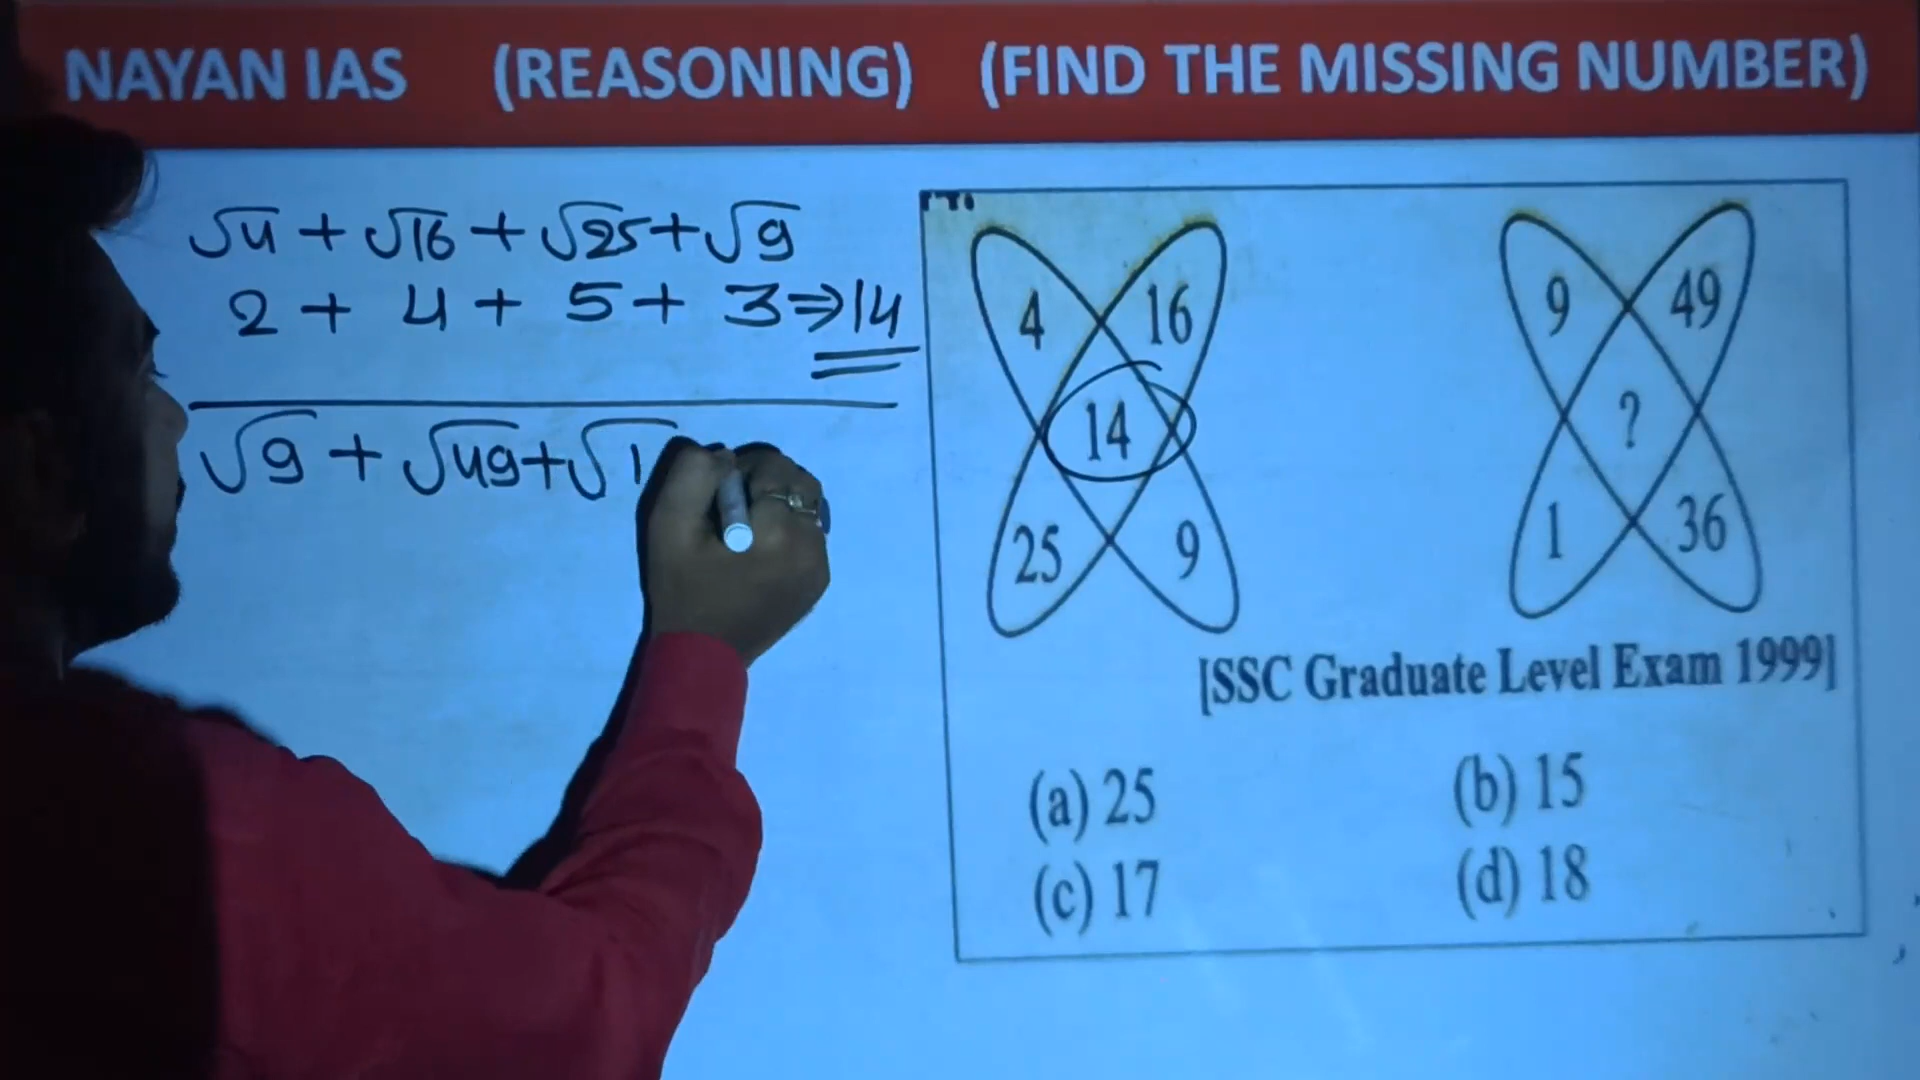 NAYAN IAS (REASONING) (FIND THE MISSING NUMBER)
√4 + √16 + √25 + √9
2 + 4 + 5 + 3 ⇒ 14
√9 + √49 + √1
4 16
14
25 9
9 49
?
1 36
[SSC Graduate Level Exam 1999]
(a) 25 (b) 15
(c) 17 (d) 18